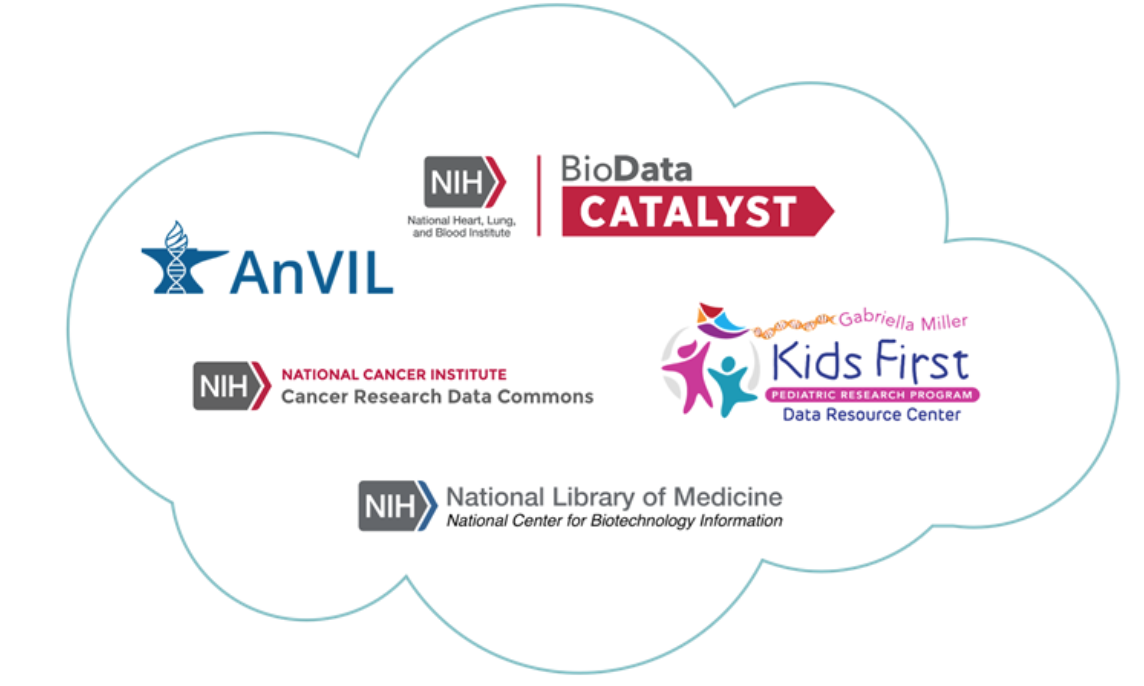 NIH
National Heart, Lung,
and Blood Institute
BioData
CATALYST
AnVIL
Gabriella Miller
Kids First
PEDIATRIC RESEARCH PROGRAM
Data Resource Center
NIH
NATIONAL CANCER INSTITUTE
Cancer Research Data Commons
NIH
National Library of Medicine
National Center for Biotechnology Information